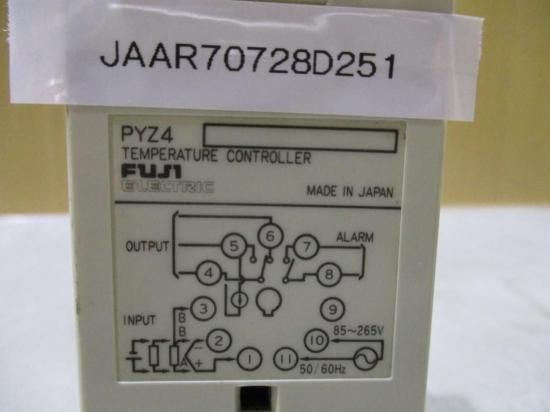 JAAR70728D251
PYZ4
TEMPERATURE CONTROLLER
FUJI
ELECTRIC
MADE IN JAPAN
OUTPUT
5
6
7
ALARM
4
8
3
9
INPUT
B
B
A
2
10
85~265V
- +
1
11
50/60Hz